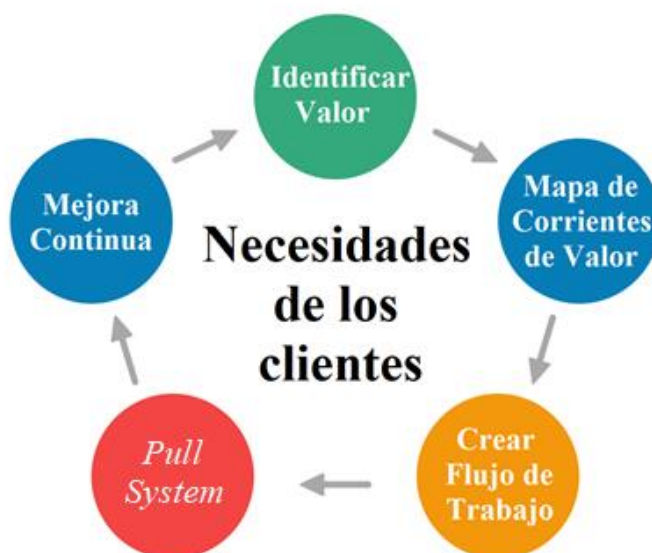 Identificar
Valor
Mapa de
Corrientes
de Valor
Crear
Flujo de
Trabajo
Pull
System
Mejora
Continua
Necesidades
de los
clientes